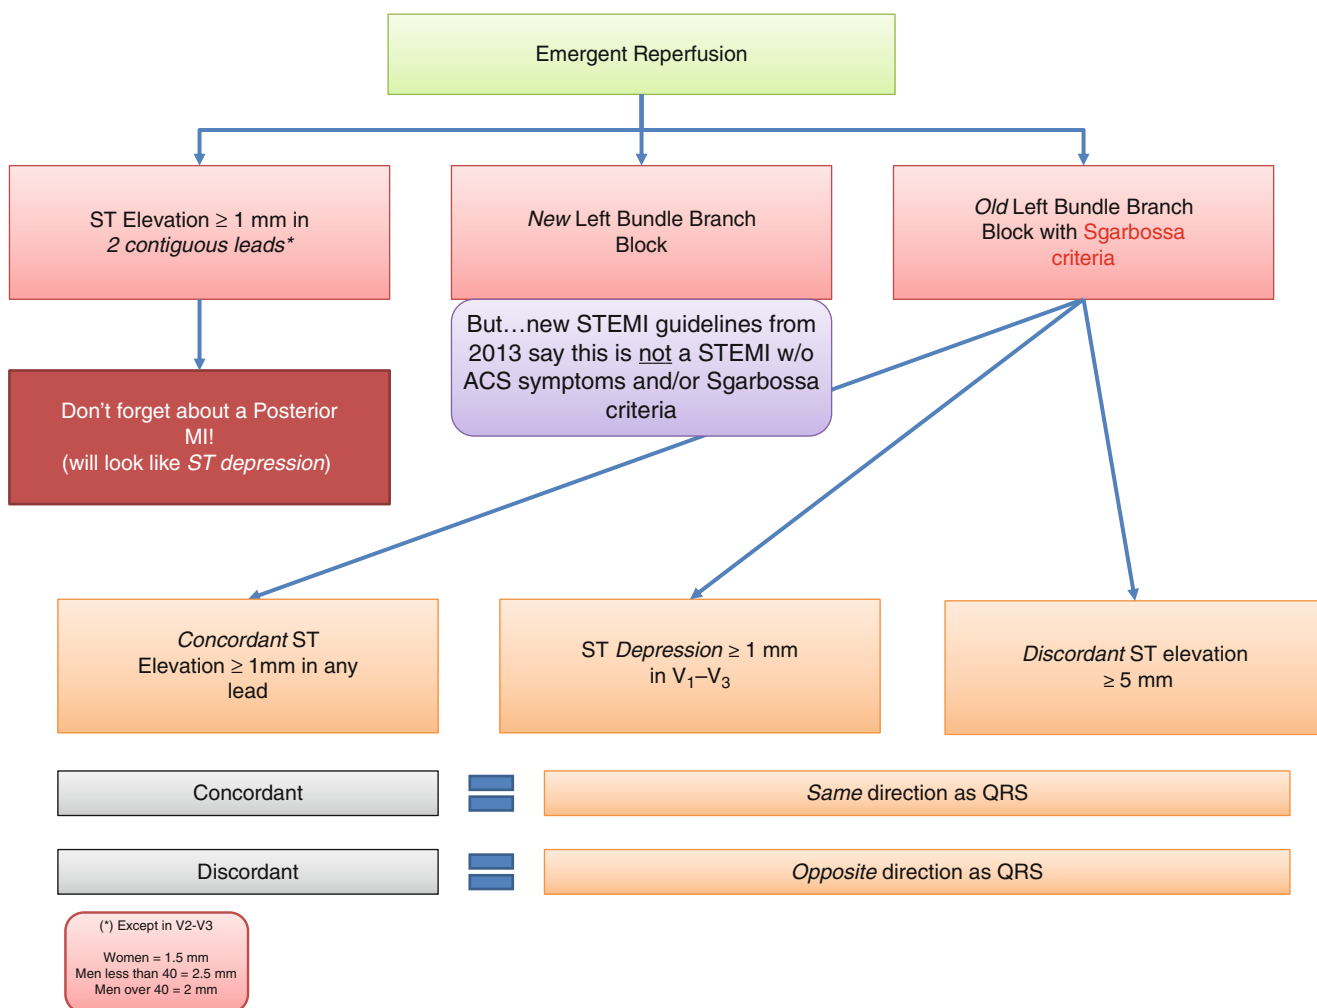 Emergent Reperfusion
ST Elevation ≥ 1 mm in
2 contiguous leads*
New Left Bundle Branch
Block
Old Left Bundle Branch
Block with Sgarbossa
criteria
But…new STEMI guidelines from
2013 say this is not a STEMI w/o
ACS symptoms and/or Sgarbossa
criteria
Don’t forget about a Posterior
MI!
(will look like ST depression)
Concordant ST
Elevation ≥ 1mm in any
lead
ST Depression ≥ 1 mm
in V₁–V₃
Discordant ST elevation
≥ 5 mm
Concordant
Same direction as QRS
Discordant
Opposite direction as QRS
(*) Except in V2-V3
Women = 1.5 mm
Men less than 40 = 2.5 mm
Men over 40 = 2 mm